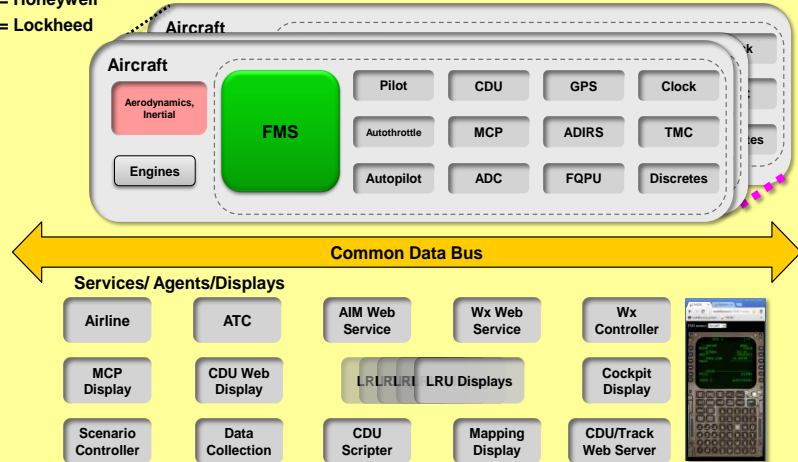 = Honeywell
= Lockheed
Aircraft
Aircraft
Aerodynamics,
Inertial
Engines
FMS
Pilot
CDU
GPS
Clock
Autothrottle
MCP
ADIRS
TMC
Autopilot
ADC
FQPU
Discretes
Common Data Bus
Services/ Agents/Displays
Airline
ATC
AIM Web
Service
Wx Web
Service
Wx
Controller
MCP
Display
CDU Web
Display
LRU Displays
Cockpit
Display
Scenario
Controller
Data
Collection
CDU
Scripter
Mapping
Display
CDU/Track
Web Server